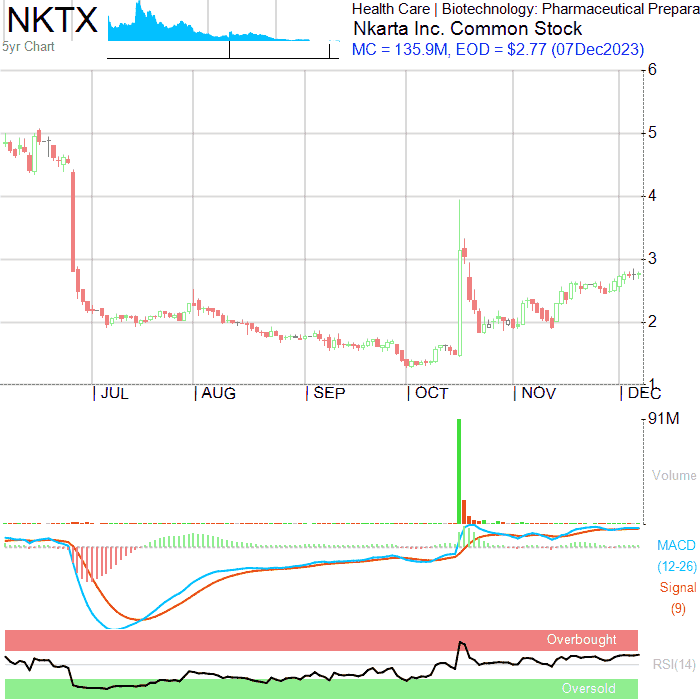 NKTX
5yr Chart
Health Care | Biotechnology: Pharmaceutical Prepara
Nkarta Inc. Common Stock
MC = 135.9M, EOD = $2.77 (07Dec2023)
6
5
4
3
2
1
JUL
AUG
SEP
OCT
NOV
DEC
91M
Volume
MACD
(12-26)
Signal
(9)
Overbought
RSI(14)
Oversold